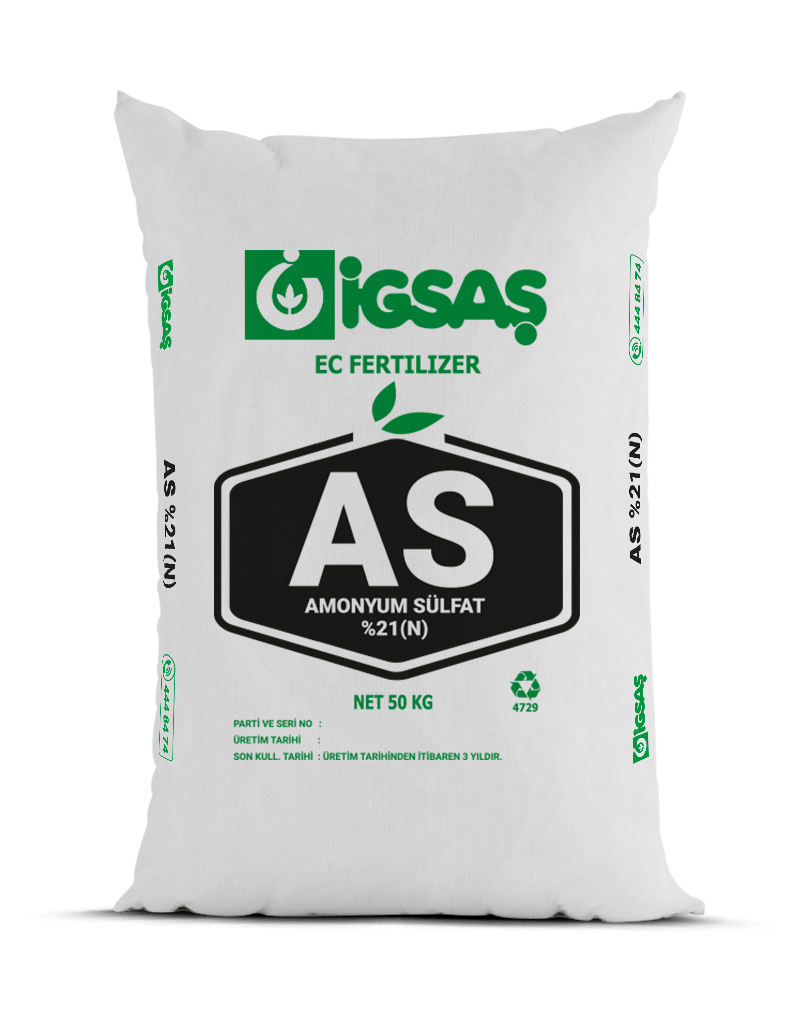 İGSAŞ
EC FERTILIZER
AS
AMONYUM SÜLFAT
%21(N)
NET 50 KG
4729
PARTİ VE SERİ NO :
ÜRETİM TARİHİ :
SON KULL. TARİHİ : ÜRETİM TARİHİNDEN İTİBAREN 3 YILDIR.
İGSAŞ
AS %21(N)
444 84 74
444 84 74
AS %21(N)
İGSAŞ